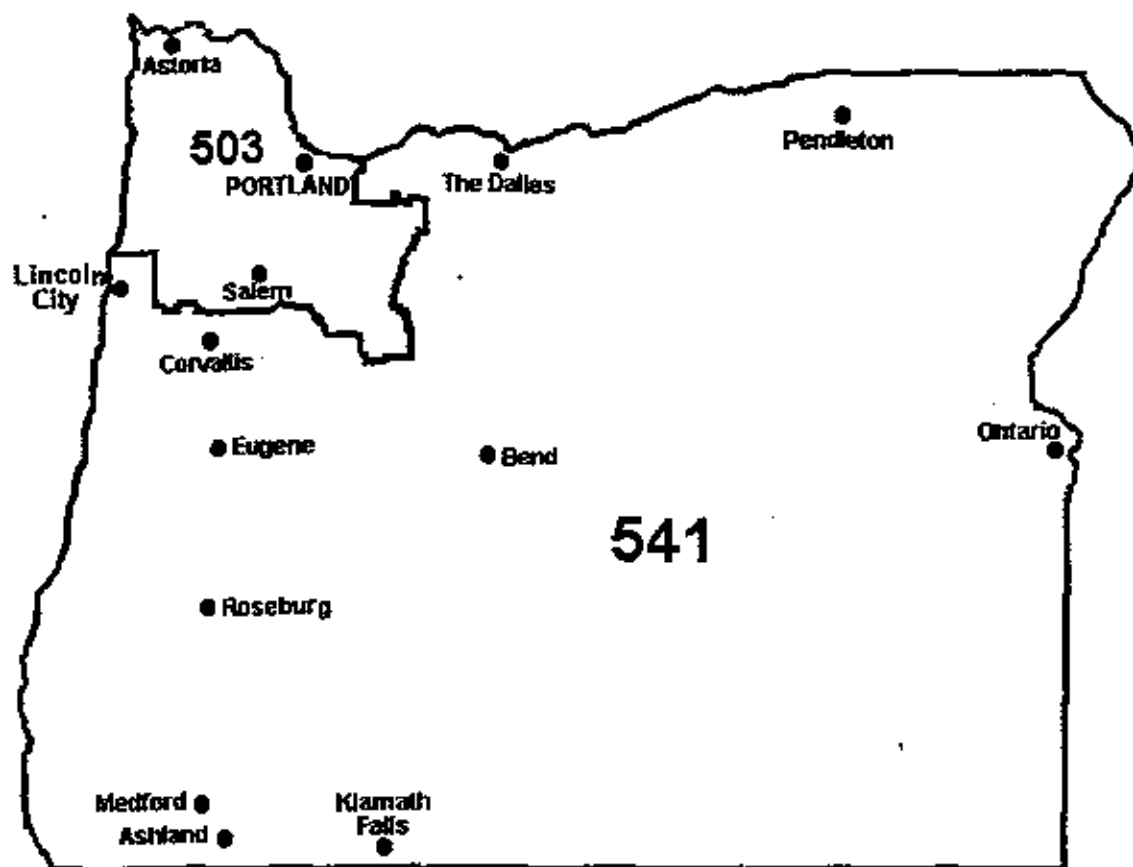 Astoria
503
PORTLAND
The Dalles
Pendleton
Lincoln
City
Salem
Corvallis
Eugene
Bend
Ontario
541
Roseburg
Medford
Ashland
Klamath
Falls